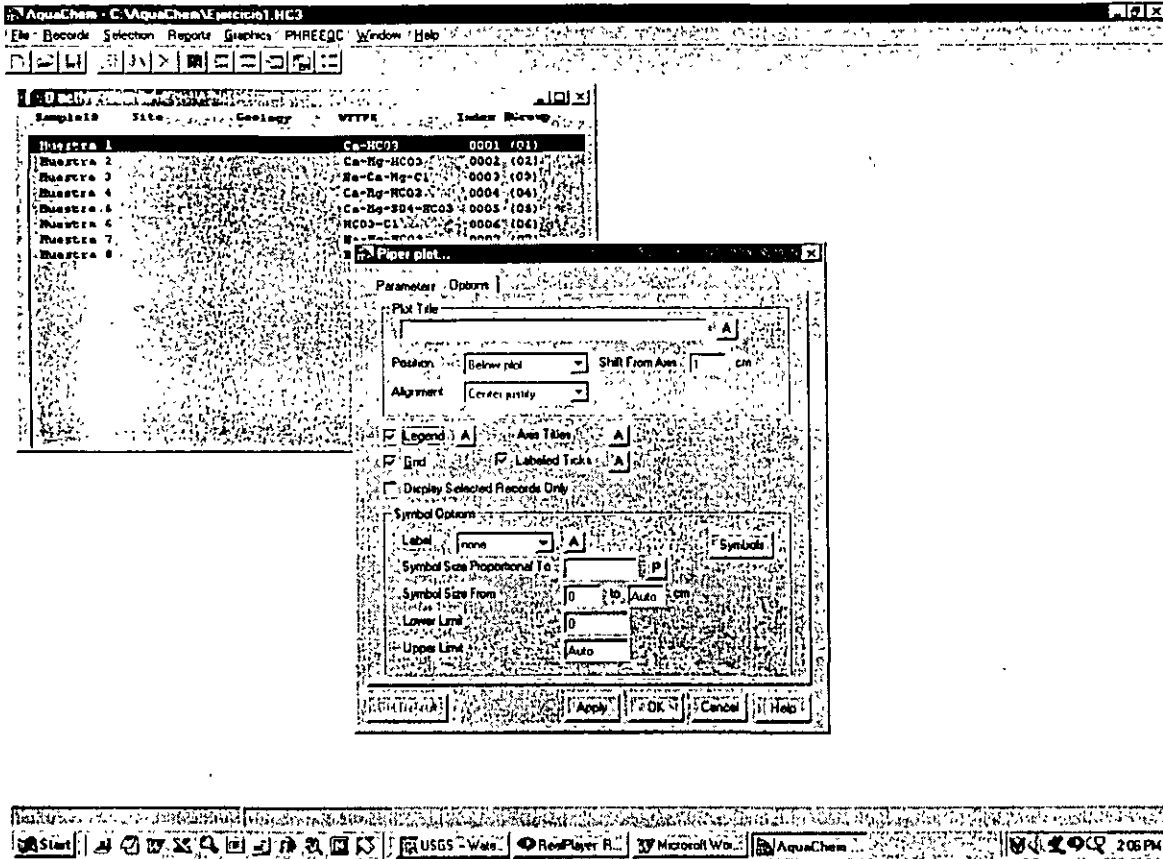 AquaChem - C:\AquaChem\Ejercicio1.HC3
File Records Selection Reports Graphics PHREEQC Window Help
SampleID Site Geology WTYPE Index
Muestra 1 Ca-HCO3 0001 (01)
Muestra 2 Ca-Mg-HCO3 0002 (02)
Muestra 3 Na-Ca-Mg-Cl 0003 (03)
Muestra 4 Ca-Mg-HCO3 0004 (04)
Muestra 5 Ca-Mg-SO4-HCO3 0005 (05)
Muestra 6 HCO3-Cl 0006 (06)
Muestra 7
Muestra 8
Piper plot...
Parameters Options
Plot Title
A
Position Below plot Shift From Axis 1 cm
Alignment Center justify
Legend A Axis Titles A
Grid Labeled Ticks A
Display Selected Records Only
Symbol Options
Label none A Symbols
Symbol Size Proportional To P
Symbol Size From 0 to Auto cm
Lower Limit 0
Upper Limit Auto
Apply OK Cancel Help
Start USGS - Wate... RealPlayer R... Microsoft Wor... AquaChem 2:06 PM